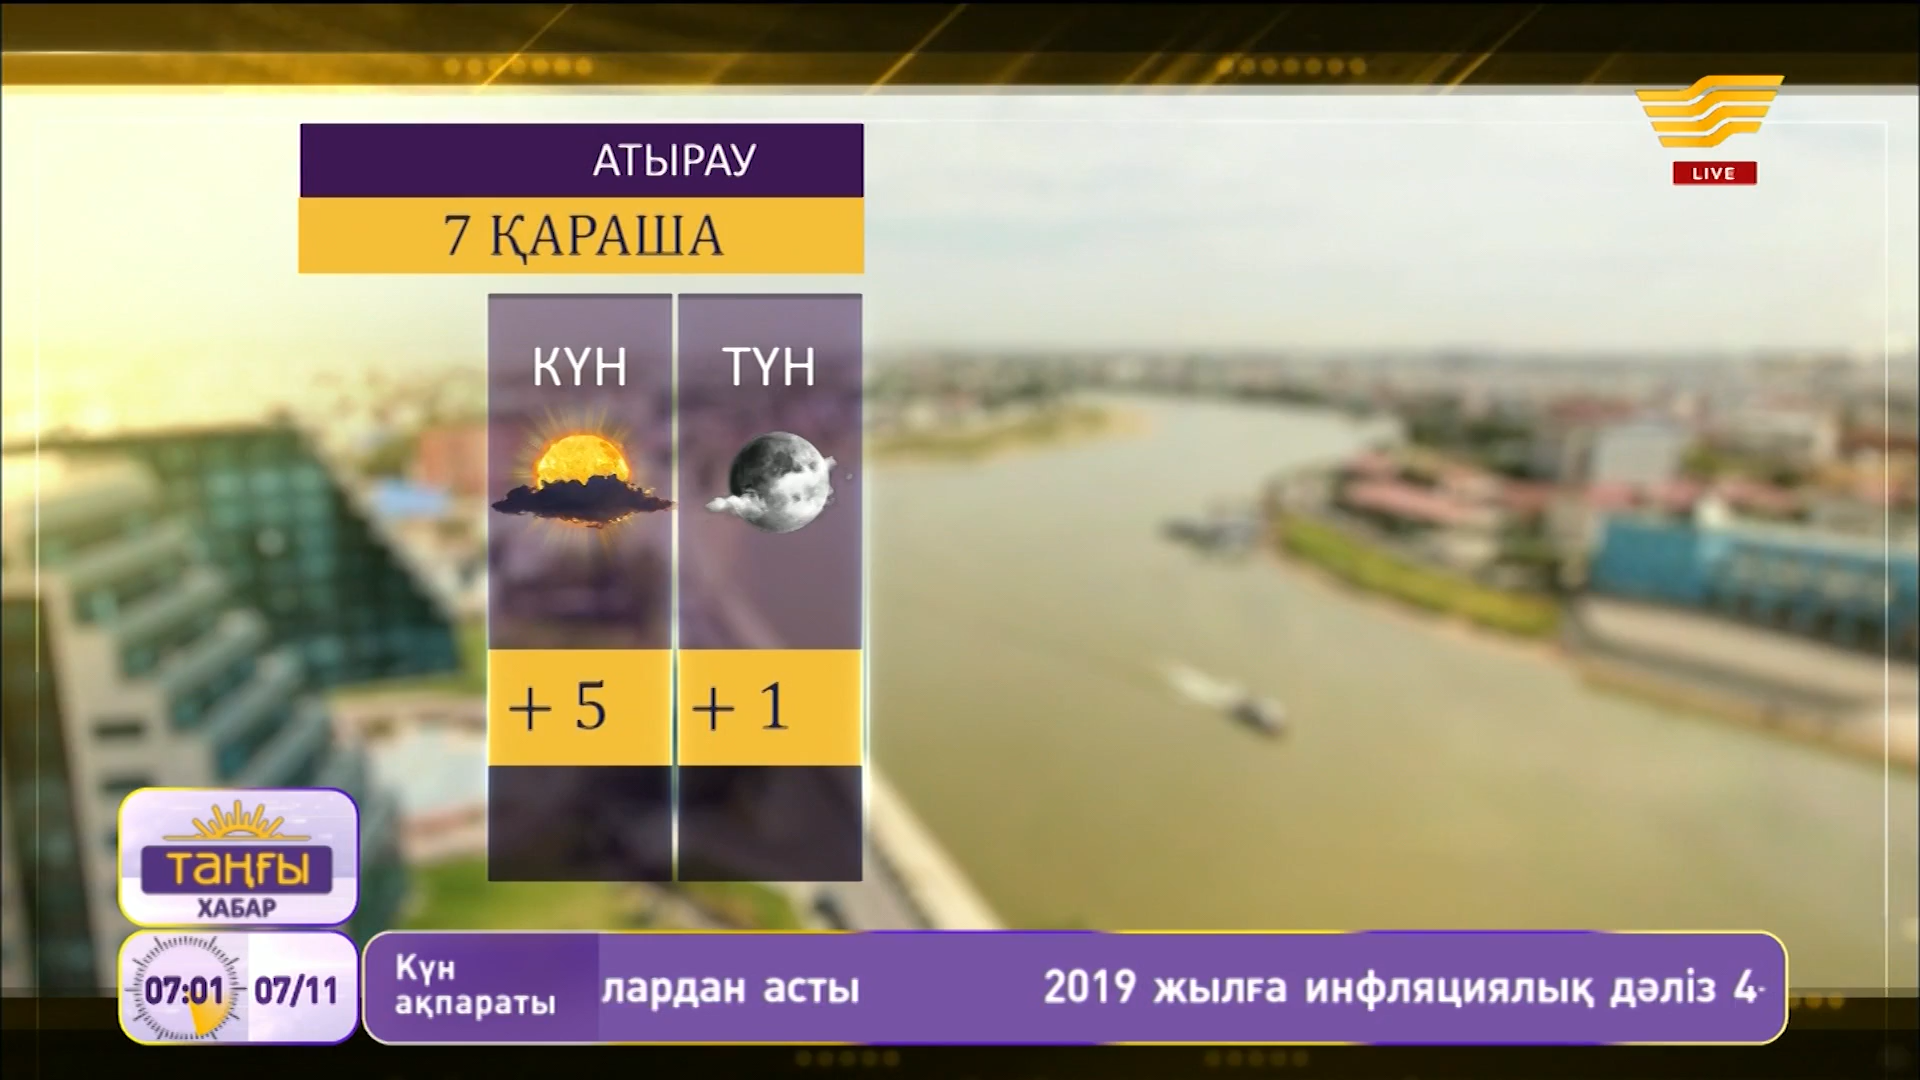 АТЫРАУ
LIVE
7 ҚАРАША
КҮН
ТҮН
+ 5
+ 1
таңғы
ХАБАР
07:01
07/11
Күн
ақпараты
лардан асты
2019 жылға инфляциялық дәліз 4-